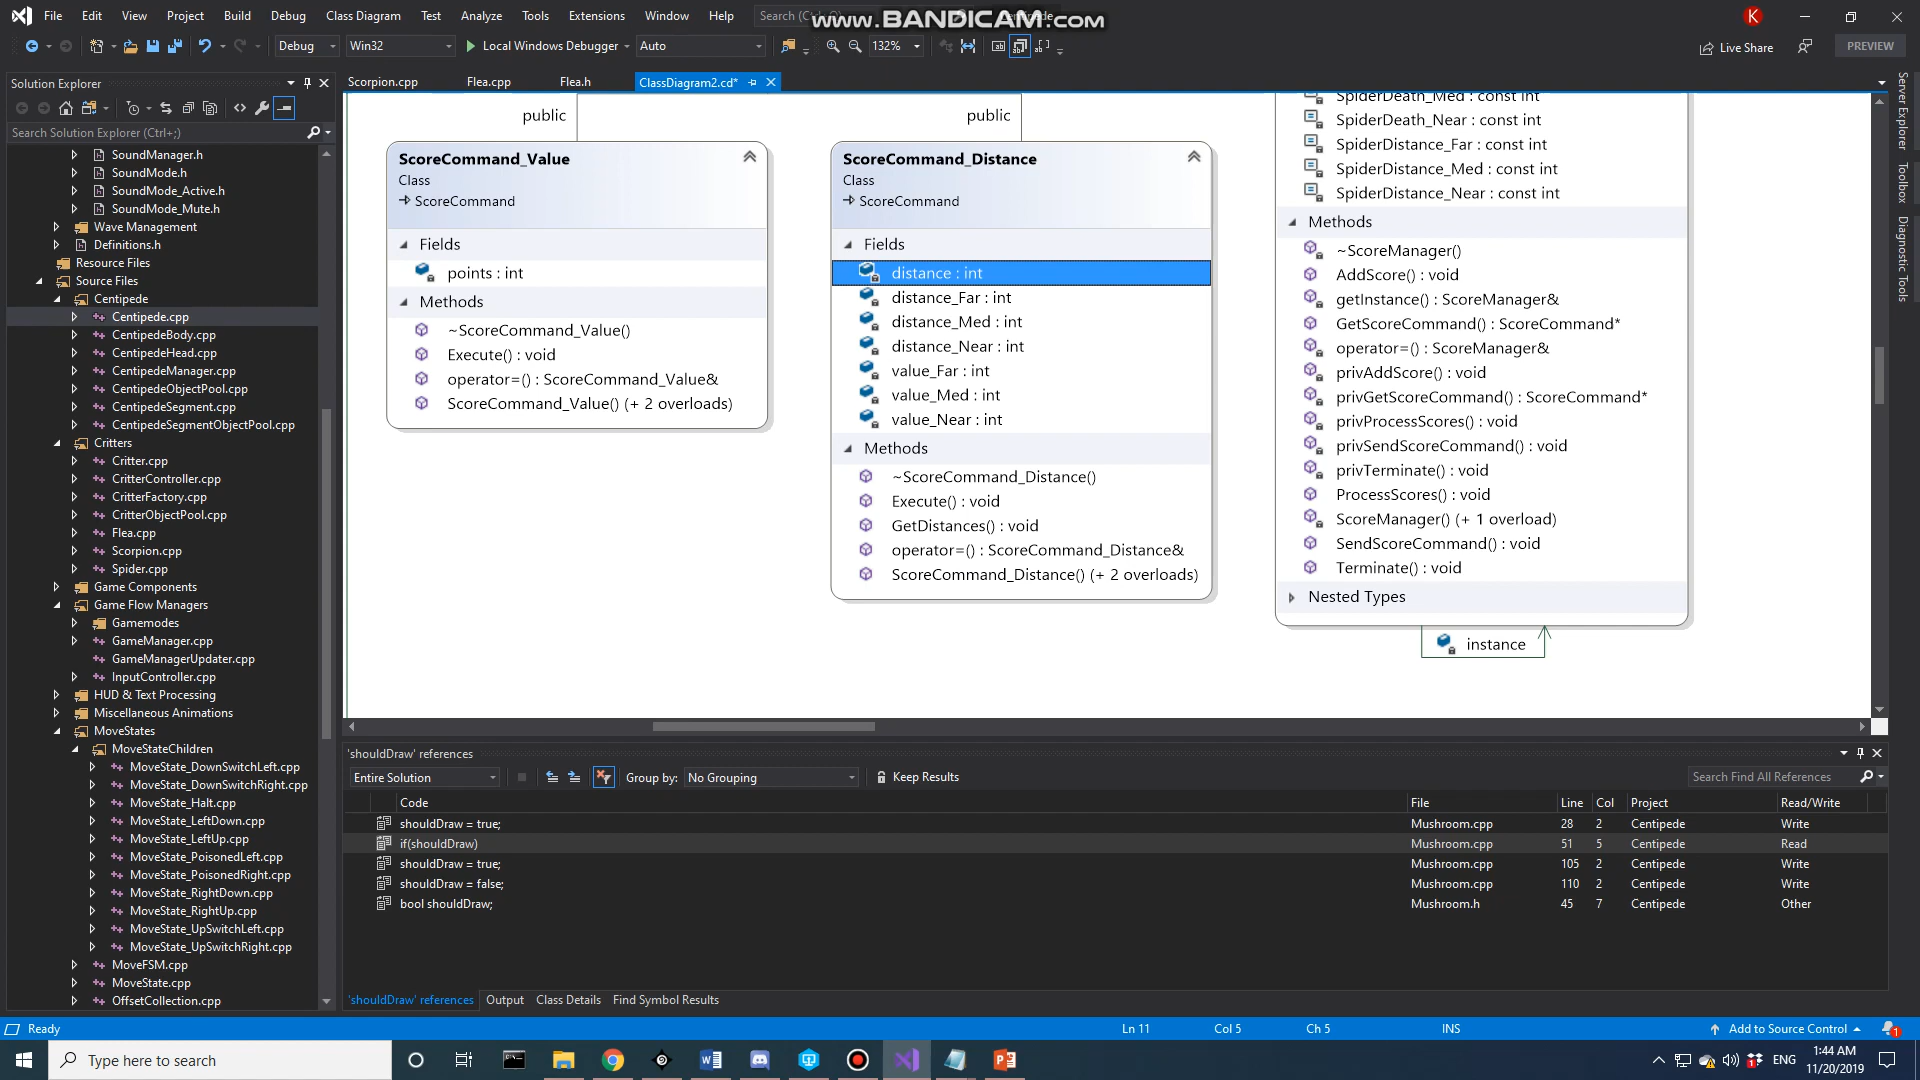 File Edit View Project Build Debug Class Diagram Test Analyze Tools Extensions Window Help
www.BANDICAM.com
K
Debug Win32 Local Windows Debugger Auto 132% Live Share PREVIEW
Solution Explorer
Search Solution Explorer (Ctrl+;)
SoundManager.h
SoundMode.h
SoundMode_Active.h
SoundMode_Mute.h
Wave Management
Definitions.h
Resource Files
Source Files
Centipede
Centipede.cpp
CentipedeBody.cpp
CentipedeHead.cpp
CentipedeManager.cpp
CentipedeObjectPool.cpp
CentipedeSegment.cpp
CentipedeSegmentObjectPool.cpp
Critters
Critter.cpp
CritterController.cpp
CritterFactory.cpp
CritterObjectPool.cpp
Flea.cpp
Scorpion.cpp
Spider.cpp
Game Components
Game Flow Managers
Gamemodes
GameManager.cpp
GameManagerUpdater.cpp
InputController.cpp
HUD & Text Processing
Miscellaneous Animations
MoveStates
MoveStateChildren
MoveState_DownSwitchLeft.cpp
MoveState_DownSwitchRight.cpp
MoveState_Halt.cpp
MoveState_LeftDown.cpp
MoveState_LeftUp.cpp
MoveState_PoisonedLeft.cpp
MoveState_PoisonedRight.cpp
MoveState_RightDown.cpp
MoveState_RightUp.cpp
MoveState_UpSwitchLeft.cpp
MoveState_UpSwitchRight.cpp
MoveFSM.cpp
MoveState.cpp
OffsetCollection.cpp
Scorpion.cpp Flea.cpp Flea.h ClassDiagram2.cd*
public
ScoreCommand_Value
Class
ScoreCommand
Fields
points : int
Methods
~ScoreCommand_Value()
Execute() : void
operator=() : ScoreCommand_Value&
ScoreCommand_Value() (+ 2 overloads)
public
ScoreCommand_Distance
Class
ScoreCommand
Fields
distance : int
distance_Far : int
distance_Med : int
distance_Near : int
value_Far : int
value_Med : int
value_Near : int
Methods
~ScoreCommand_Distance()
Execute() : void
GetDistances() : void
operator=() : ScoreCommand_Distance&
ScoreCommand_Distance() (+ 2 overloads)
SpiderDeath_Med : const int
SpiderDeath_Near : const int
SpiderDistance_Far : const int
SpiderDistance_Med : const int
SpiderDistance_Near : const int
Methods
~ScoreManager()
AddScore() : void
getInstance() : ScoreManager&
GetScoreCommand() : ScoreCommand*
operator=() : ScoreManager&
privAddScore() : void
privGetScoreCommand() : ScoreCommand*
privProcessScores() : void
privSendScoreCommand() : void
privTerminate() : void
ProcessScores() : void
ScoreManager() (+ 1 overload)
SendScoreCommand() : void
Terminate() : void
Nested Types
instance
Server Explorer
Toolbox
Diagnostic Tools
'shouldDraw' references
Entire Solution Group by: No Grouping Keep Results Search Find All References
Code File Line Col Project Read/Write
shouldDraw = true; Mushroom.cpp 28 2 Centipede Write
if(shouldDraw) Mushroom.cpp 51 5 Centipede Read
shouldDraw = true; Mushroom.cpp 105 2 Centipede Write
shouldDraw = false; Mushroom.cpp 110 2 Centipede Write
bool shouldDraw; Mushroom.h 45 7 Centipede Other
'shouldDraw' references Output Class Details Find Symbol Results
Ready Ln 11 Col 5 Ch 5 INS Add to Source Control 1
Type here to search
ENG
1:44 AM
11/20/2019